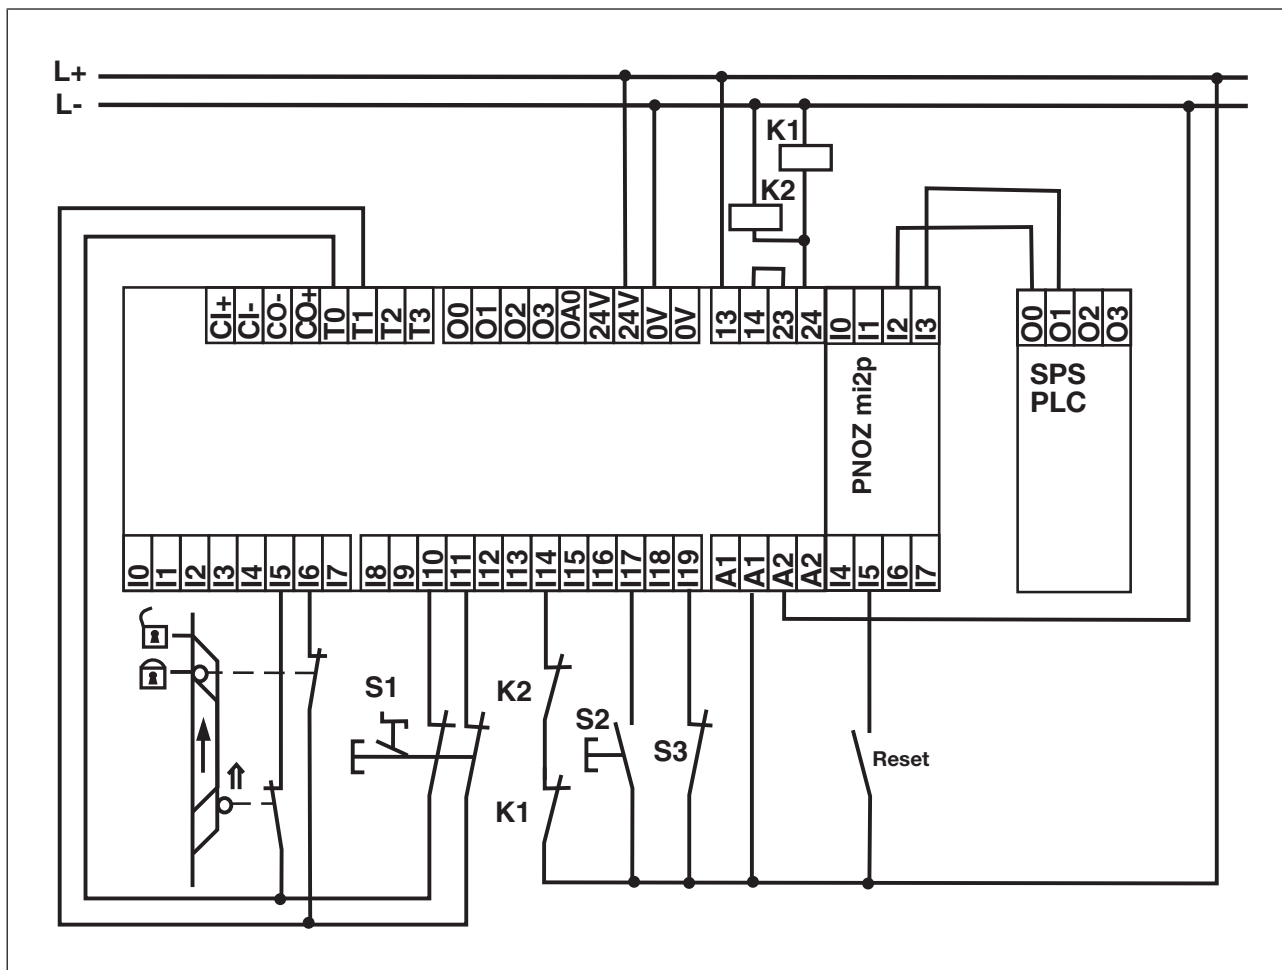 L+
L-
K1
K2
CI+ CI- CO- CO+ T0 T1 T2 T3 O0 O1 O2 O3 OA0 24V 24V 0V 0V 13 14 23 24 I0 I1 I2 I3
O0 O1 O2 O3
PNOZ mi2p
SPS
PLC
I0 I1 I2 I3 I4 I5 I6 I7 I8 I9 I10 I11 I12 I13 I14 I15 I16 I17 I18 I19 A1 A1 A2 A2 I4 I5 I6 I7
S1
K2
S2
S3
Reset
K1